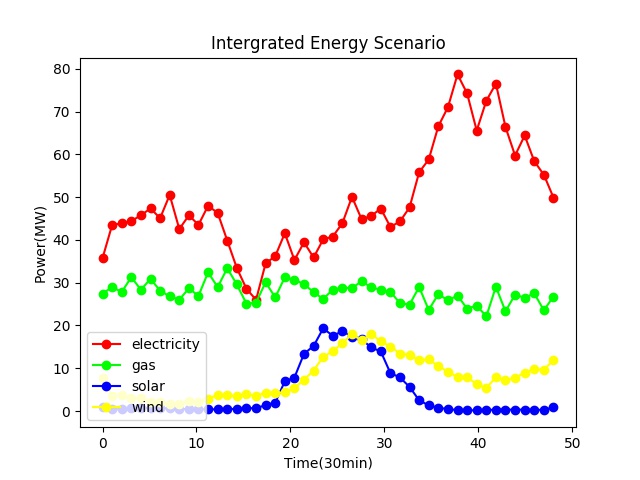 Intergrated Energy Scenario
Power(MW)
80
70
60
50
40
30
20
10
0
electricity
gas
solar
wind
0 10 20 30 40 50
Time(30min)